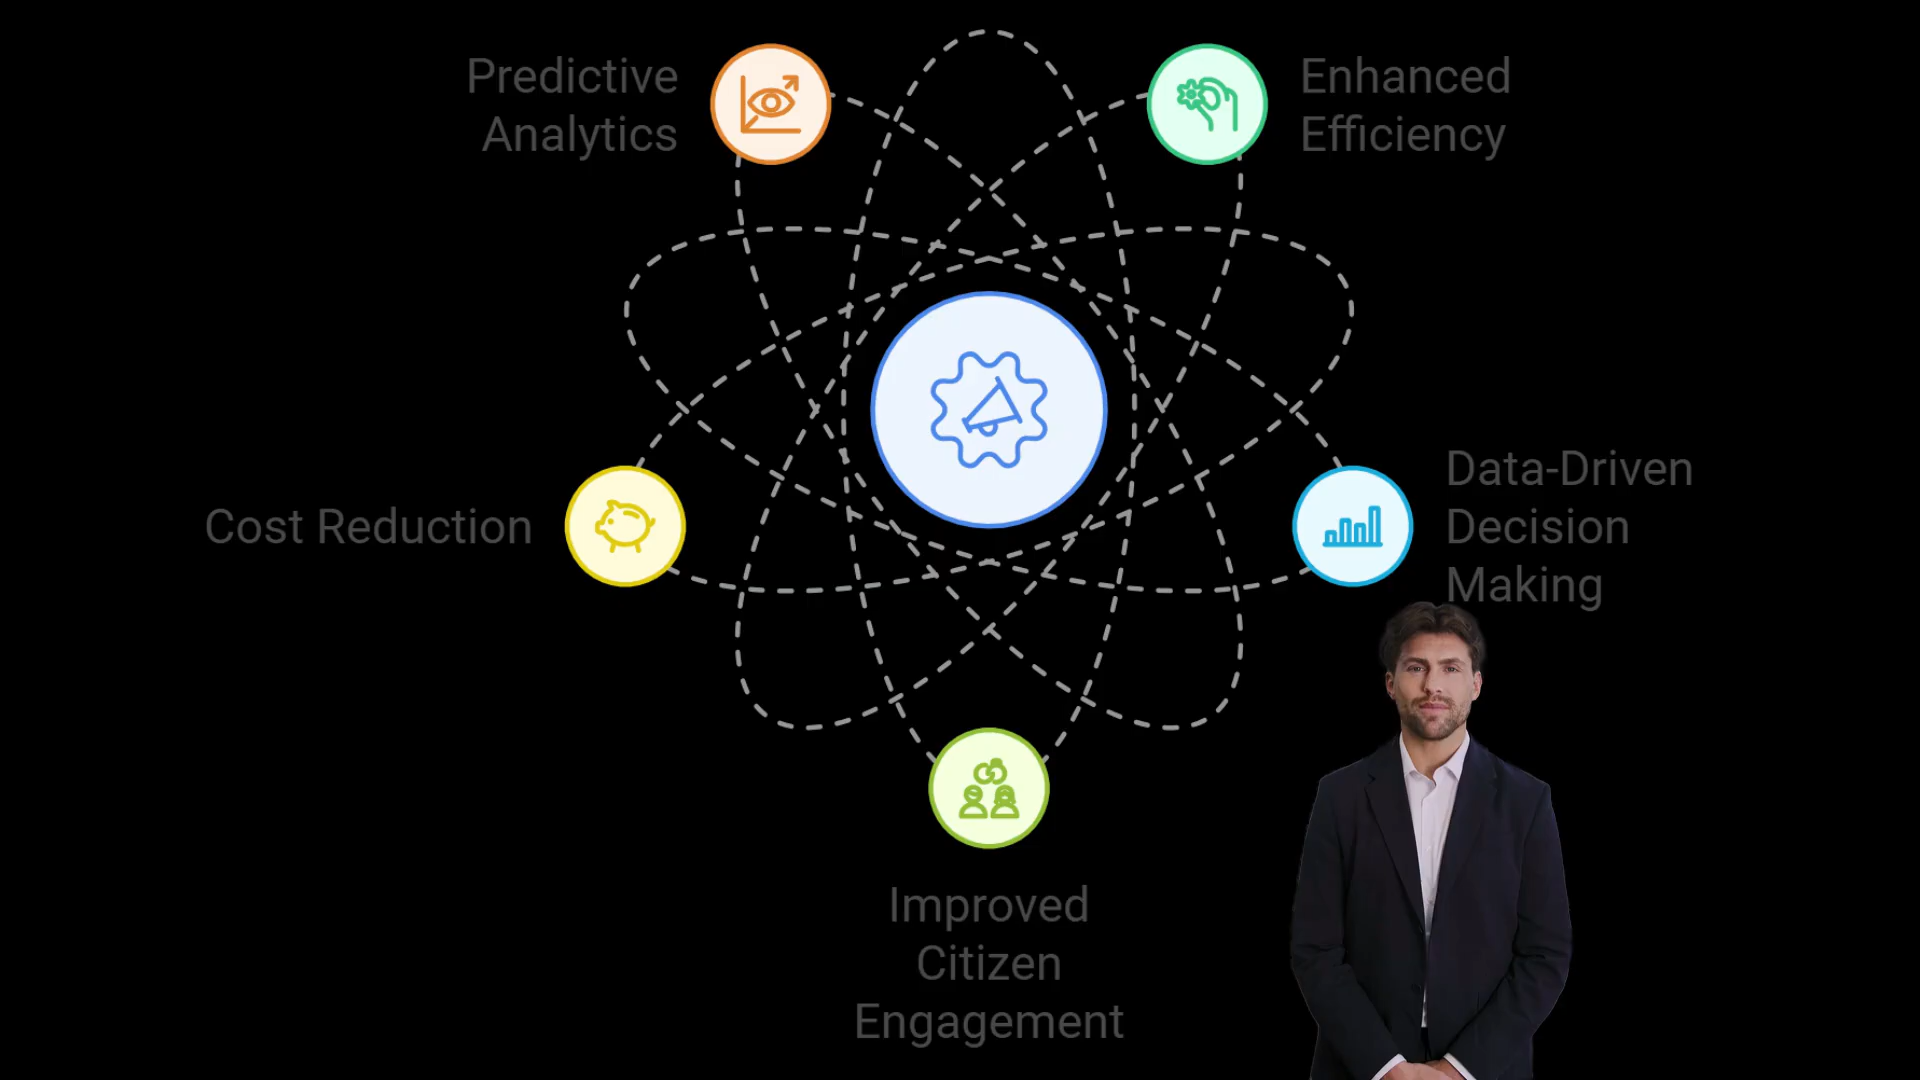 Predictive
Analytics
Enhanced
Efficiency
Cost Reduction
Data-Driven
Decision
Making
Improved
Citizen
Engagement